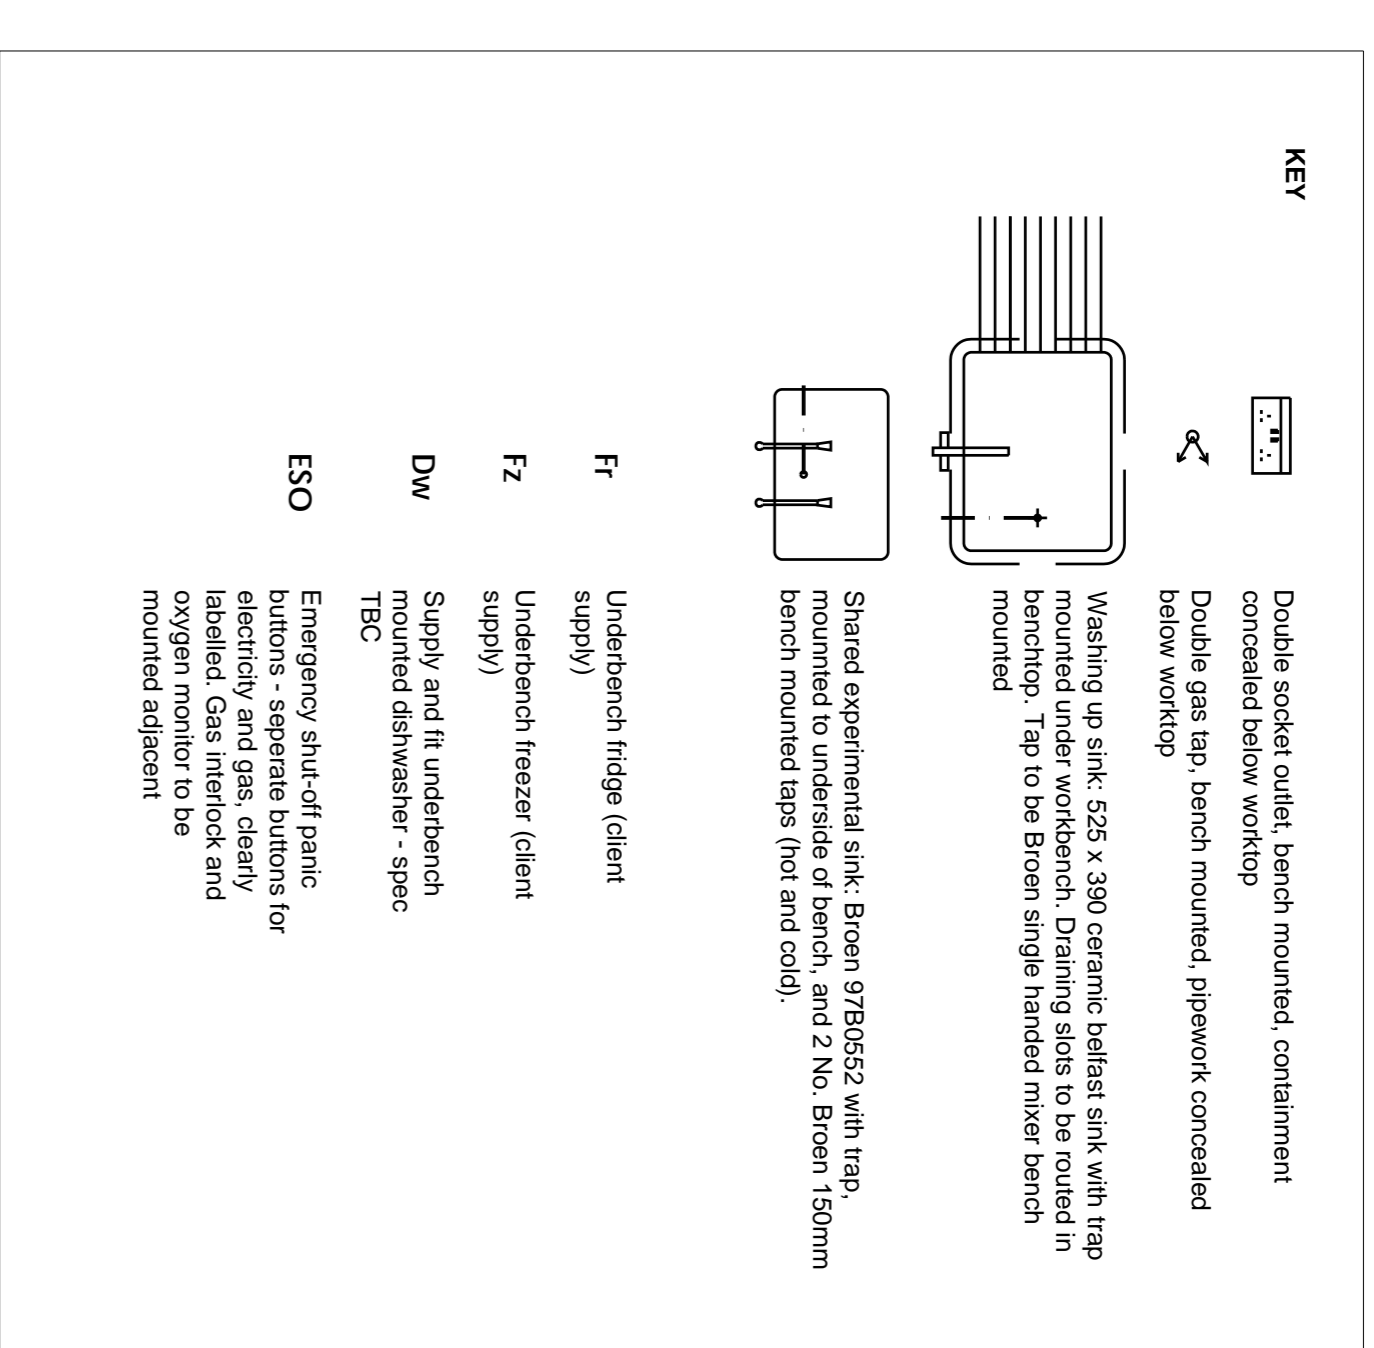 KEY
Double socket outlet, bench mounted, containment
concealed below worktop
Double gas tap, bench mounted, pipework concealed
below worktop
Washing up sink: 525 x 390 ceramic belfast sink with trap
mounted under workbench. Draining slots to be routed in
benchtop. Tap to be Broen single handed mixer bench
mounted
Shared experimental sink: Broen 97B0552 with trap,
mounnted to underside of bench, and 2 No. Broen 150mm
bench mounted taps (hot and cold).
Fr
Underbench fridge (client
supply)
Fz
Underbench freezer (client
supply)
Dw
Supply and fit underbench
mounted dishwasher - spec
TBC
ESO
Emergency shut-off panic
buttons - seperate buttons for
electricity and gas, clearly
labelled. Gas interlock and
oxygen monitor to be
mounted adjacent